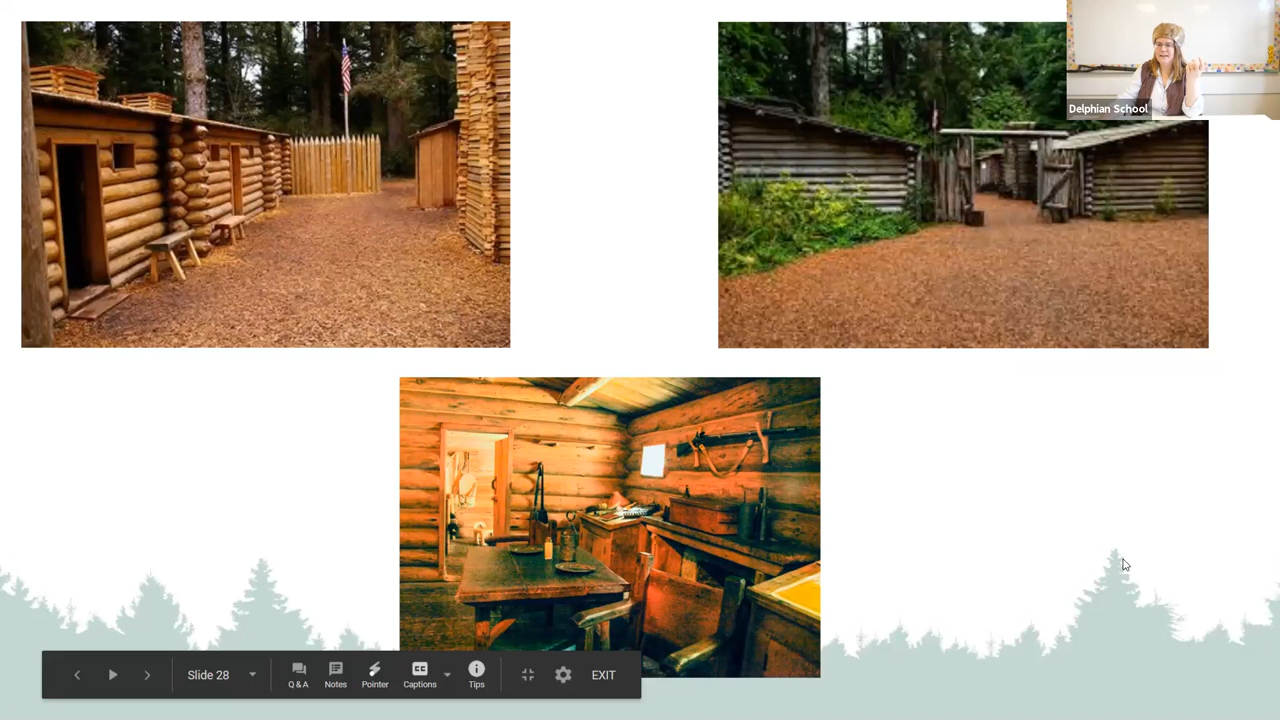 Delphian School
Slide 28
Q & A
Notes
Pointer
Captions
Tips
EXIT